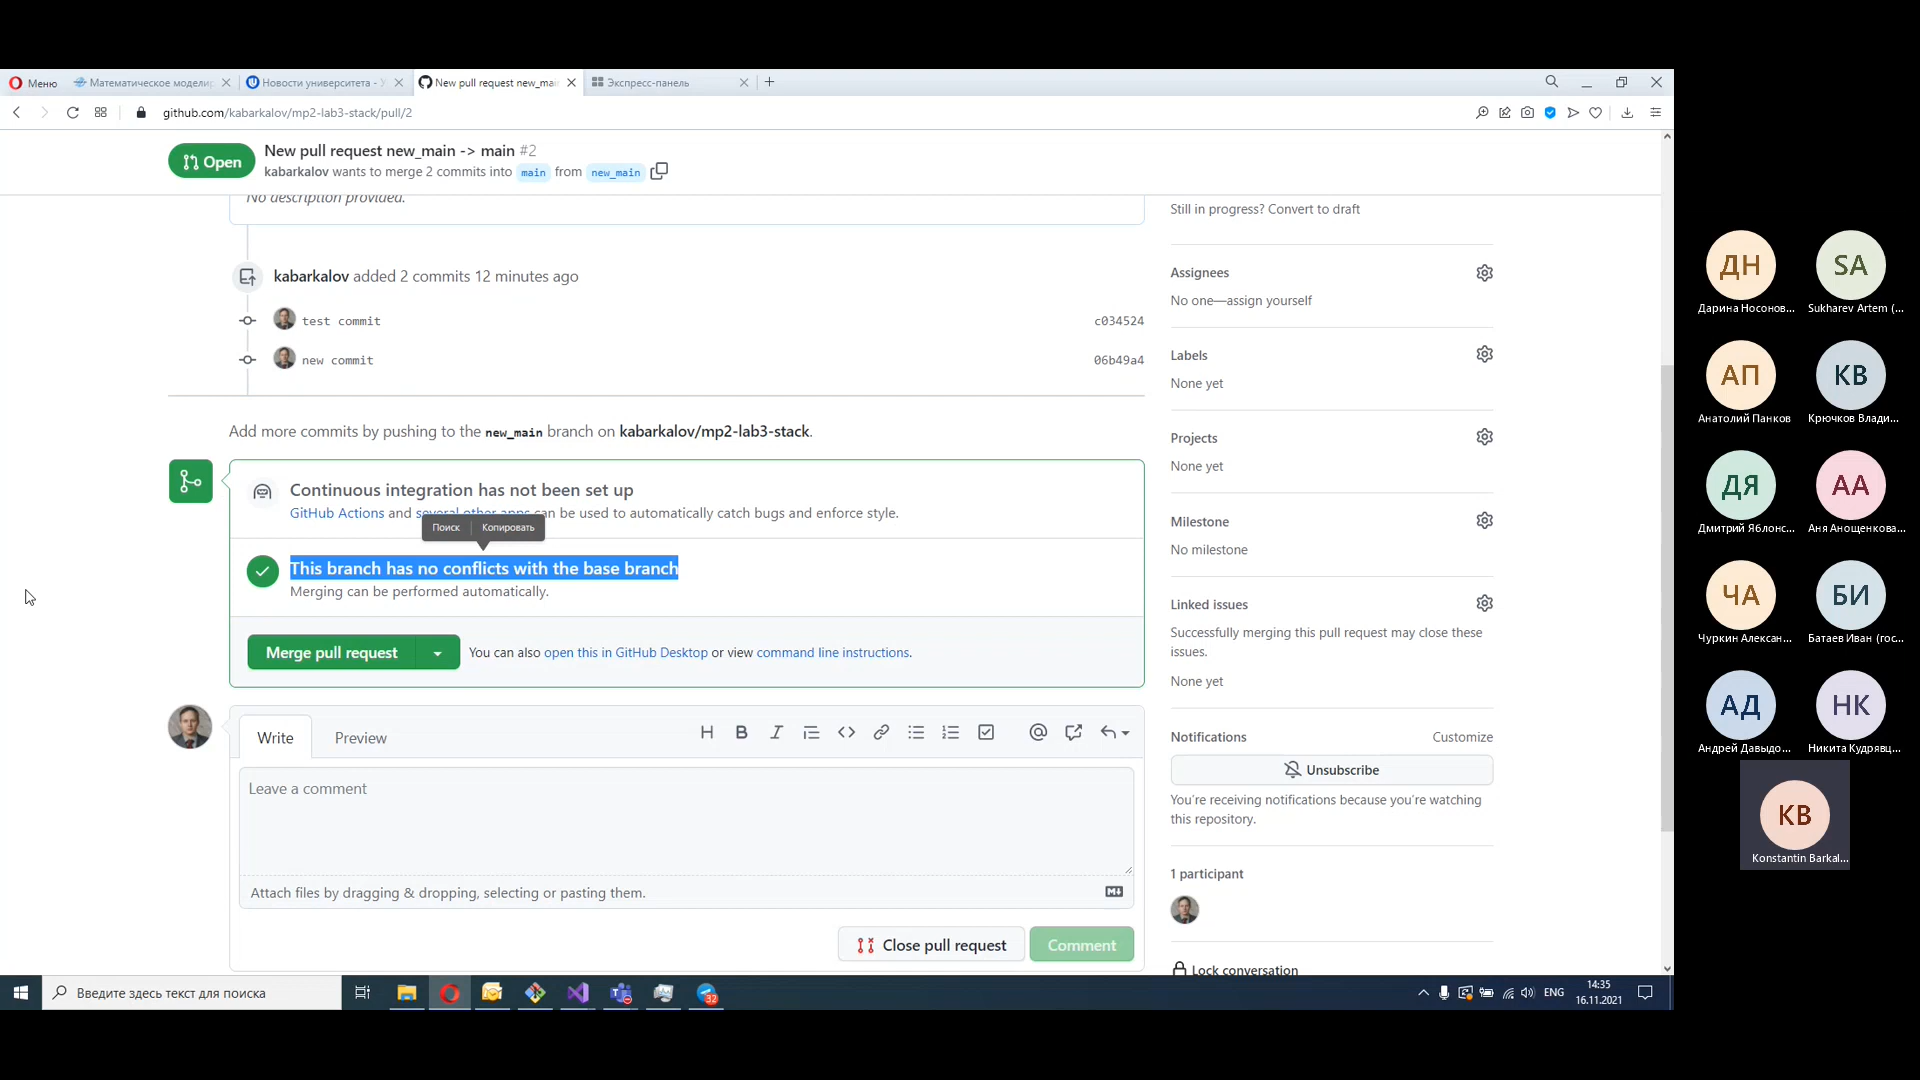 Меню
Математическое моделир
Новости университета - У
New pull request new_mai
Экспресс-панель
github.com/kabarkalov/mp2-lab3-stack/pull/2
Open
New pull request new_main -> main #2
kabarkalov wants to merge 2 commits into main from new_main
No description provided.
Still in progress? Convert to draft
kabarkalov added 2 commits 12 minutes ago
test commit c034524
new commit 06b49a4
Add more commits by pushing to the new_main branch on kabarkalov/mp2-lab3-stack.
Continuous integration has not been set up
GitHub Actions and several other apps can be used to automatically catch bugs and enforce style.
Поиск Копировать
This branch has no conflicts with the base branch
Merging can be performed automatically.
Merge pull request
You can also open this in GitHub Desktop or view command line instructions.
Write Preview
Leave a comment
Attach files by dragging & dropping, selecting or pasting them.
Close pull request
Comment
Assignees
No one—assign yourself
Labels
None yet
Projects
None yet
Milestone
No milestone
Linked issues
Successfully merging this pull request may close these
issues.
None yet
Notifications Customize
Unsubscribe
You're receiving notifications because you're watching
this repository.
1 participant
Lock conversation
Введите здесь текст для поиска
32
ENG
14:35
16.11.2021
ДН
Дарина Носонов...
SA
Sukharev Artem (...
АП
Анатолий Панков
КВ
Крючков Влади...
ДЯ
Дмитрий Яблонс...
АА
Аня Анощенкова...
ЧА
Чуркин Алексан...
БИ
Батаев Иван (гос...
АД
Андрей Давыдо...
НК
Никита Кудрявц...
КВ
Konstantin Barkal...